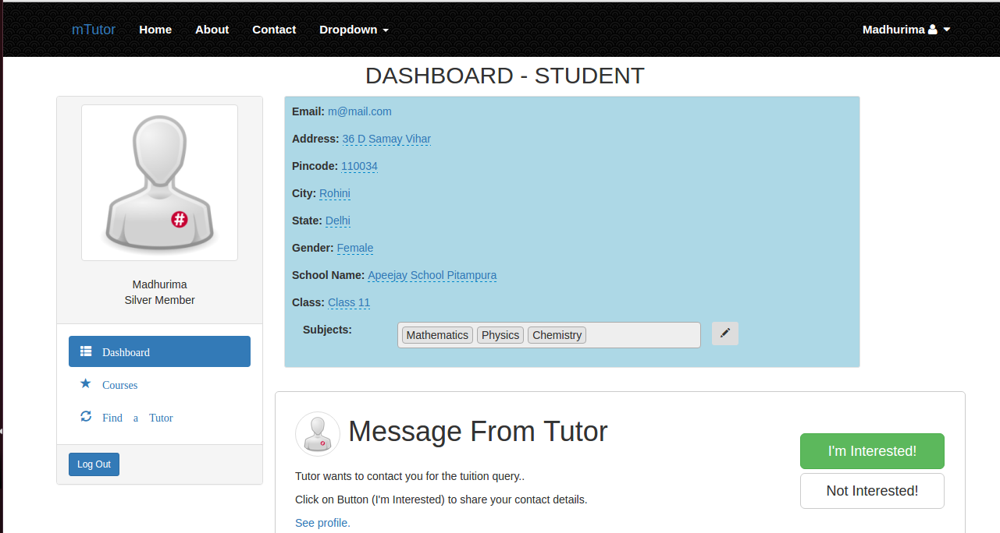 mTutor Home About Contact Dropdown Madhurima
DASHBOARD - STUDENT
#
Madhurima
Silver Member
Dashboard
Courses
Find a Tutor
Log Out
Email: m@mail.com
Address: 36 D Samay Vihar
Pincode: 110034
City: Rohini
State: Delhi
Gender: Female
School Name: Apeejay School Pitampura
Class: Class 11
Subjects: Mathematics Physics Chemistry
Message From Tutor
Tutor wants to contact you for the tuition query..
Click on Button (I'm Interested) to share your contact details.
See profile.
I'm Interested!
Not Interested!